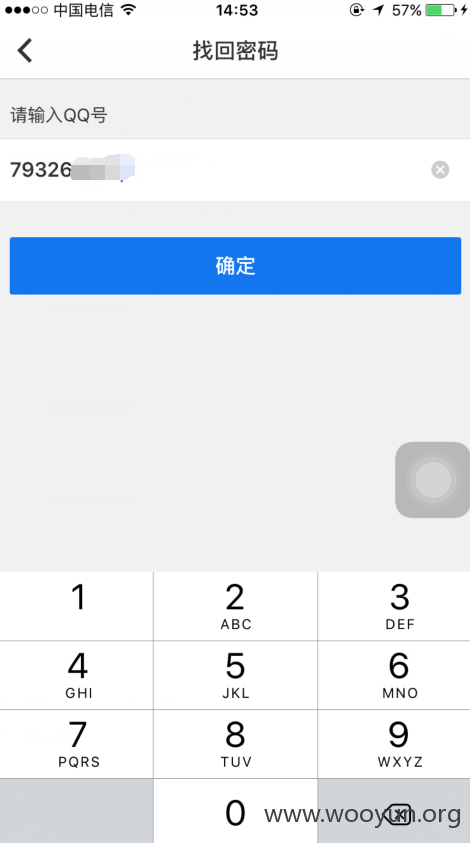 中国电信 14:53 57%
找回密码
请输入QQ号
79326
确定
1
2 ABC
3 DEF
4 GHI
5 JKL
6 MNO
7 PQRS
8 TUV
9 WXYZ
0
www.wooyun.org